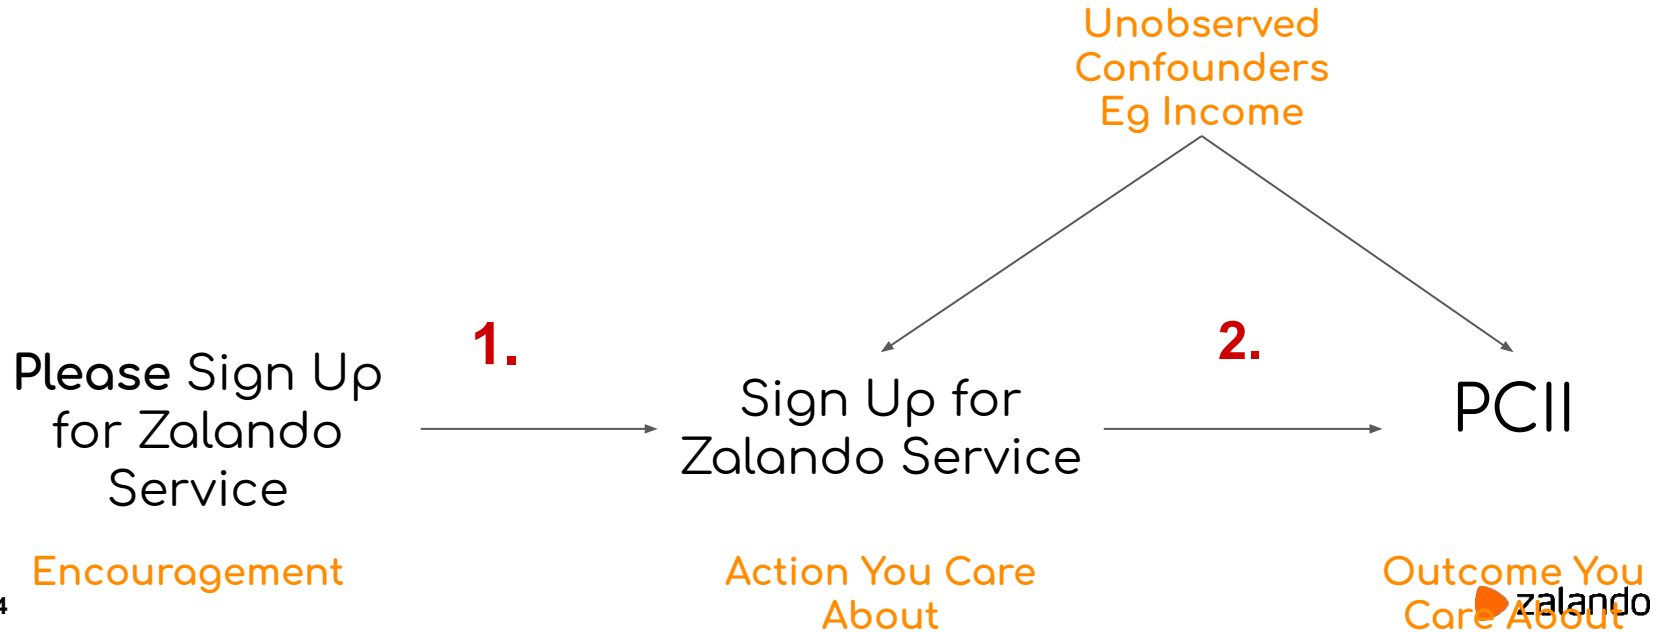 Unobserved
Confounders
Eg Income
1.
2.
Please Sign Up
for Zalando
Service
Sign Up for
Zalando Service
PCII
Encouragement
Action You Care
About
Outcome You
Care About
zalando
4